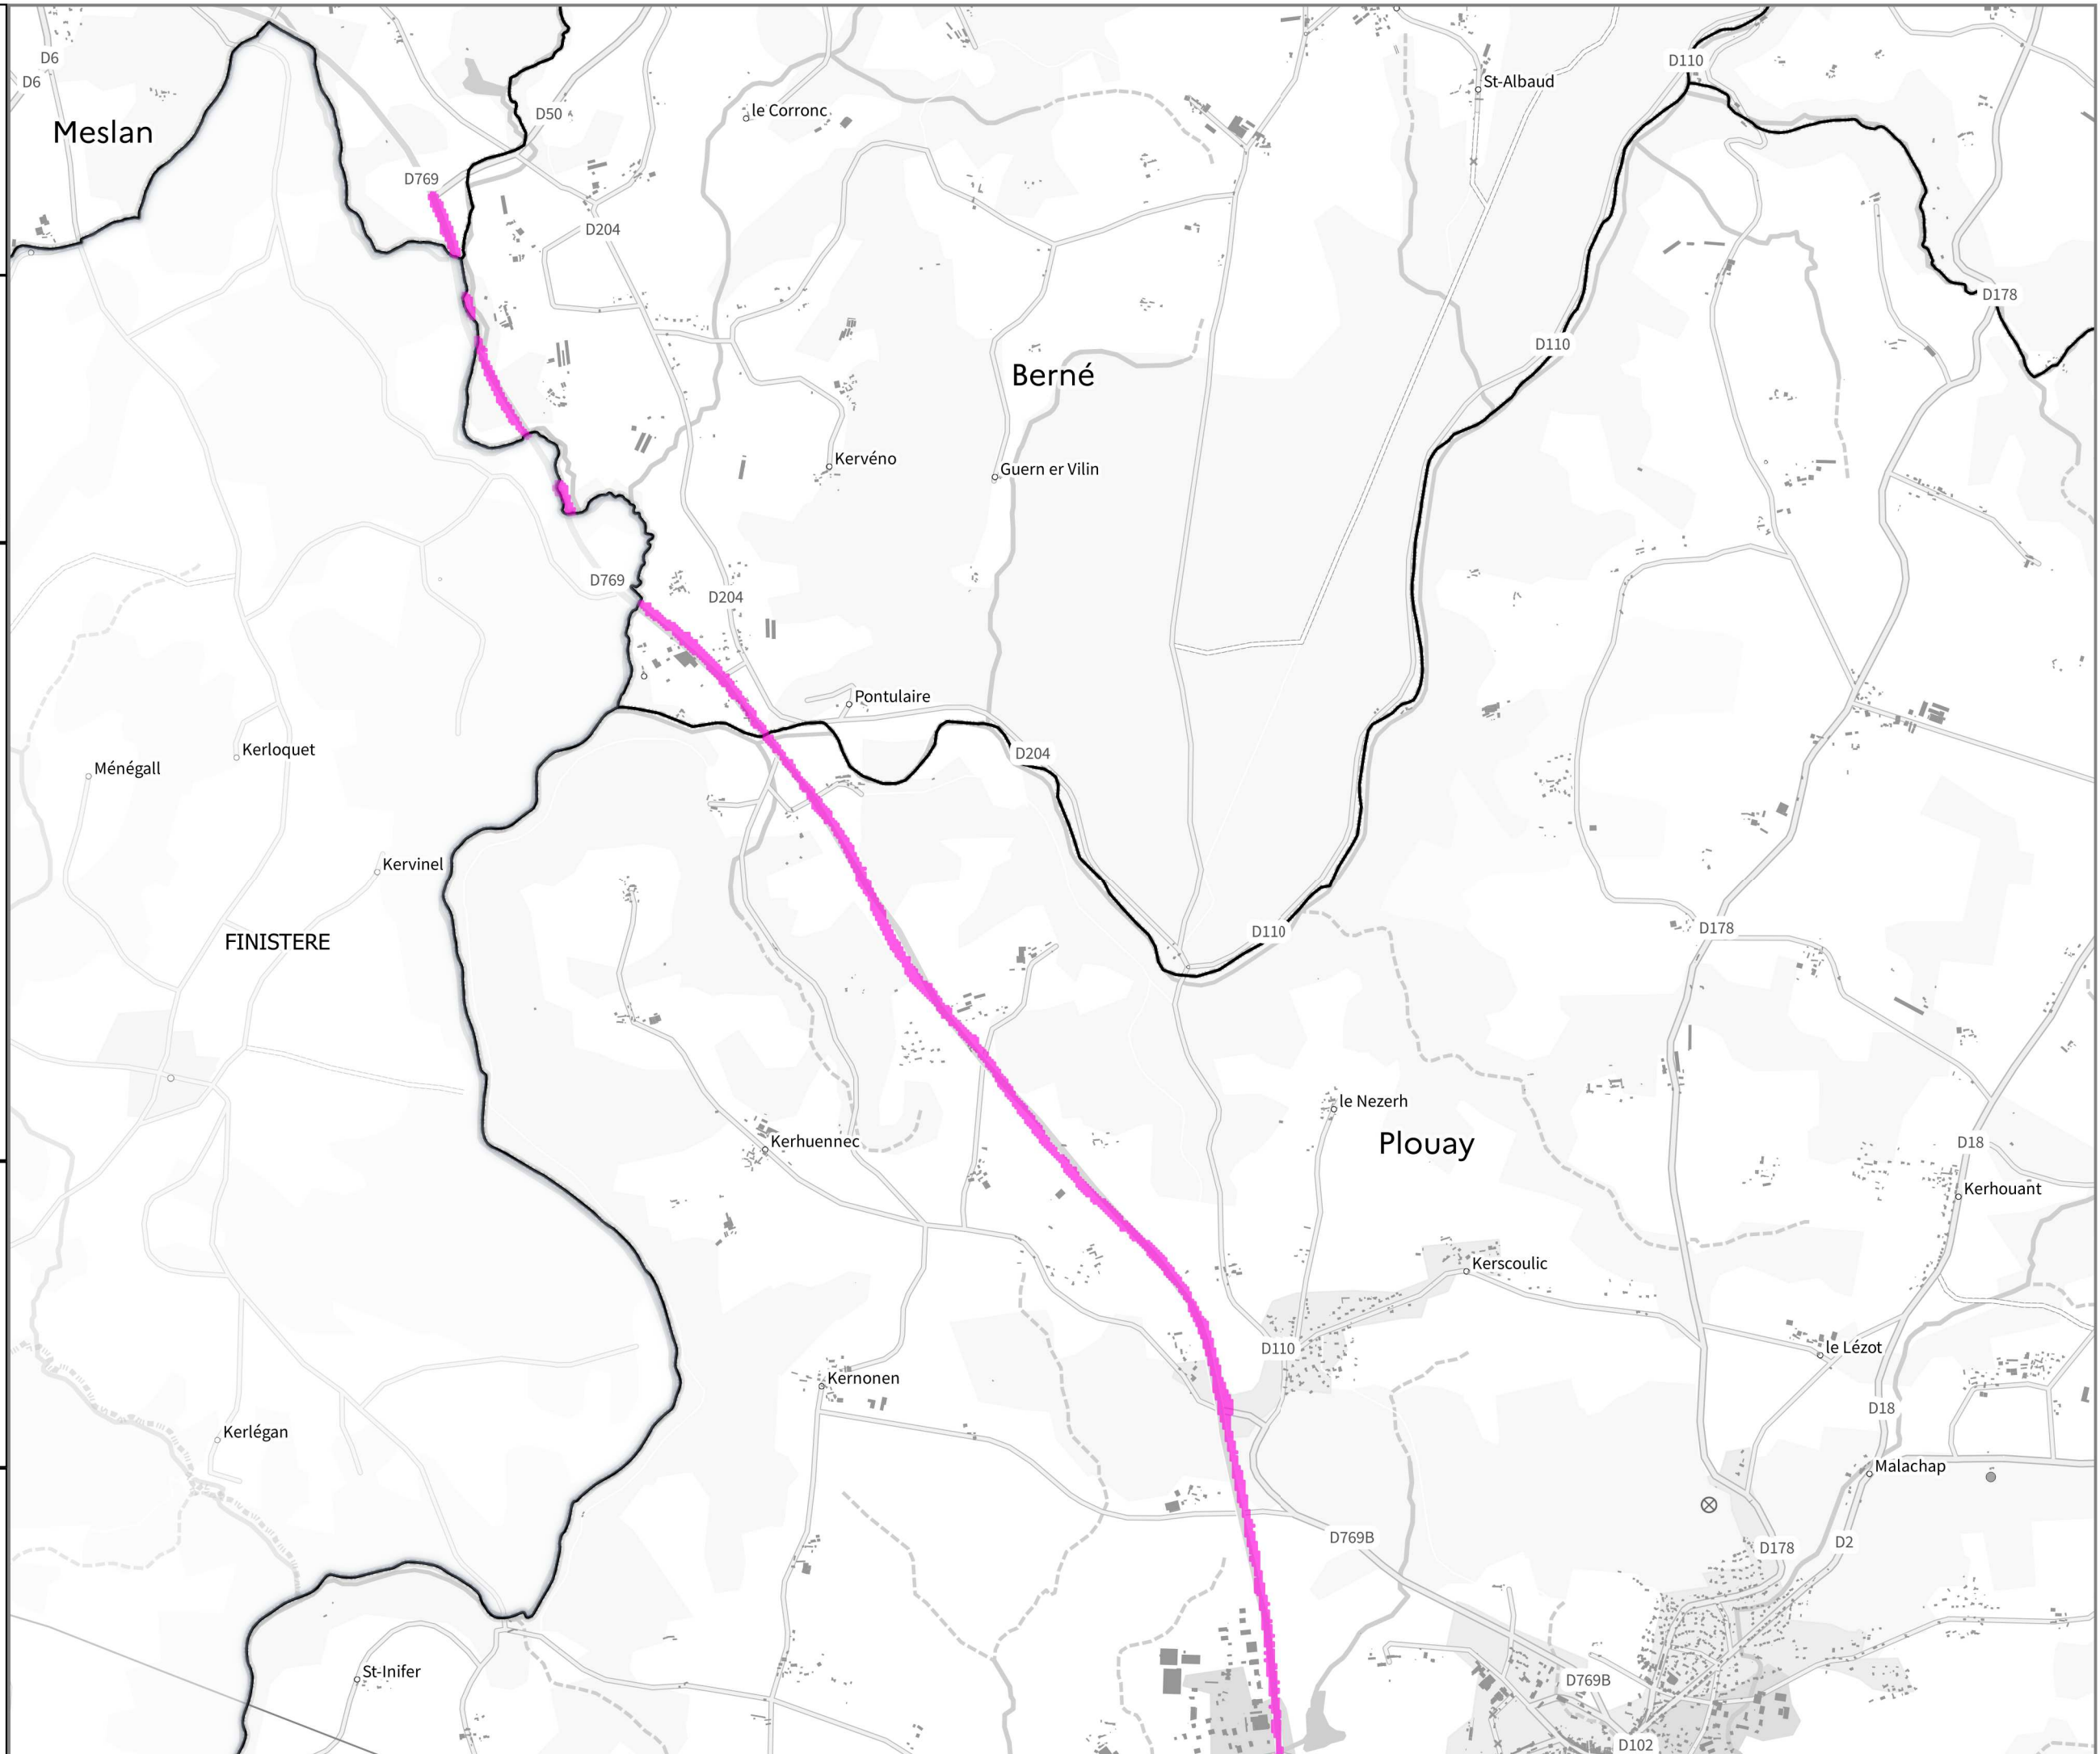 D6
D110
D6
St-Albaud
le Corronc
D50
Meslan
D769
D204
D178
D110
Berné
Kervéno
Guern er Vilin
D769
D204
Pontulaire
Kerloquet
D204
Ménégall
Kervinel
D178
D110
FINISTERE
le Nezerh
Kerhuennec
Plouay
D18
Kerhouant
Kerscoulic
D110
le Lézot
Kernonen
D18
Kerlégan
Malachap
D769B
D2
D178
St-Inifer
D769B
D102